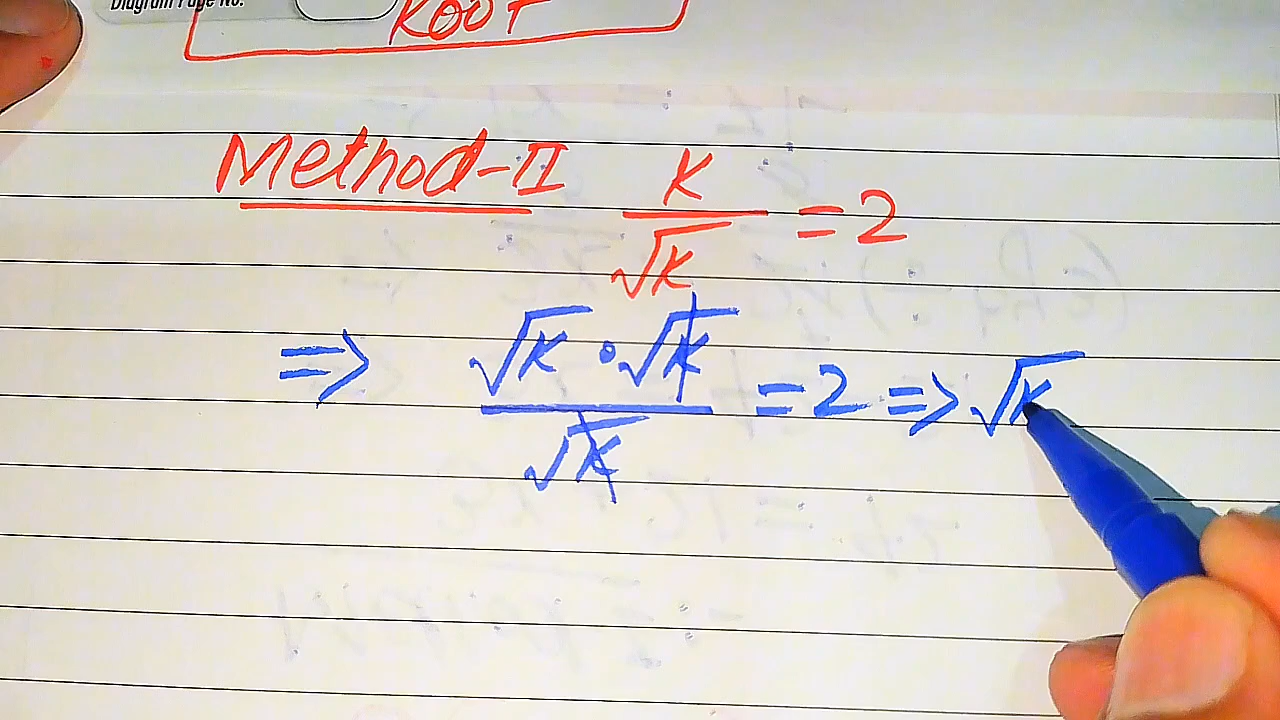 Diagram Page No.
ROOT
Method-II K/√K = 2
=> √K • √K / √K = 2 => √K